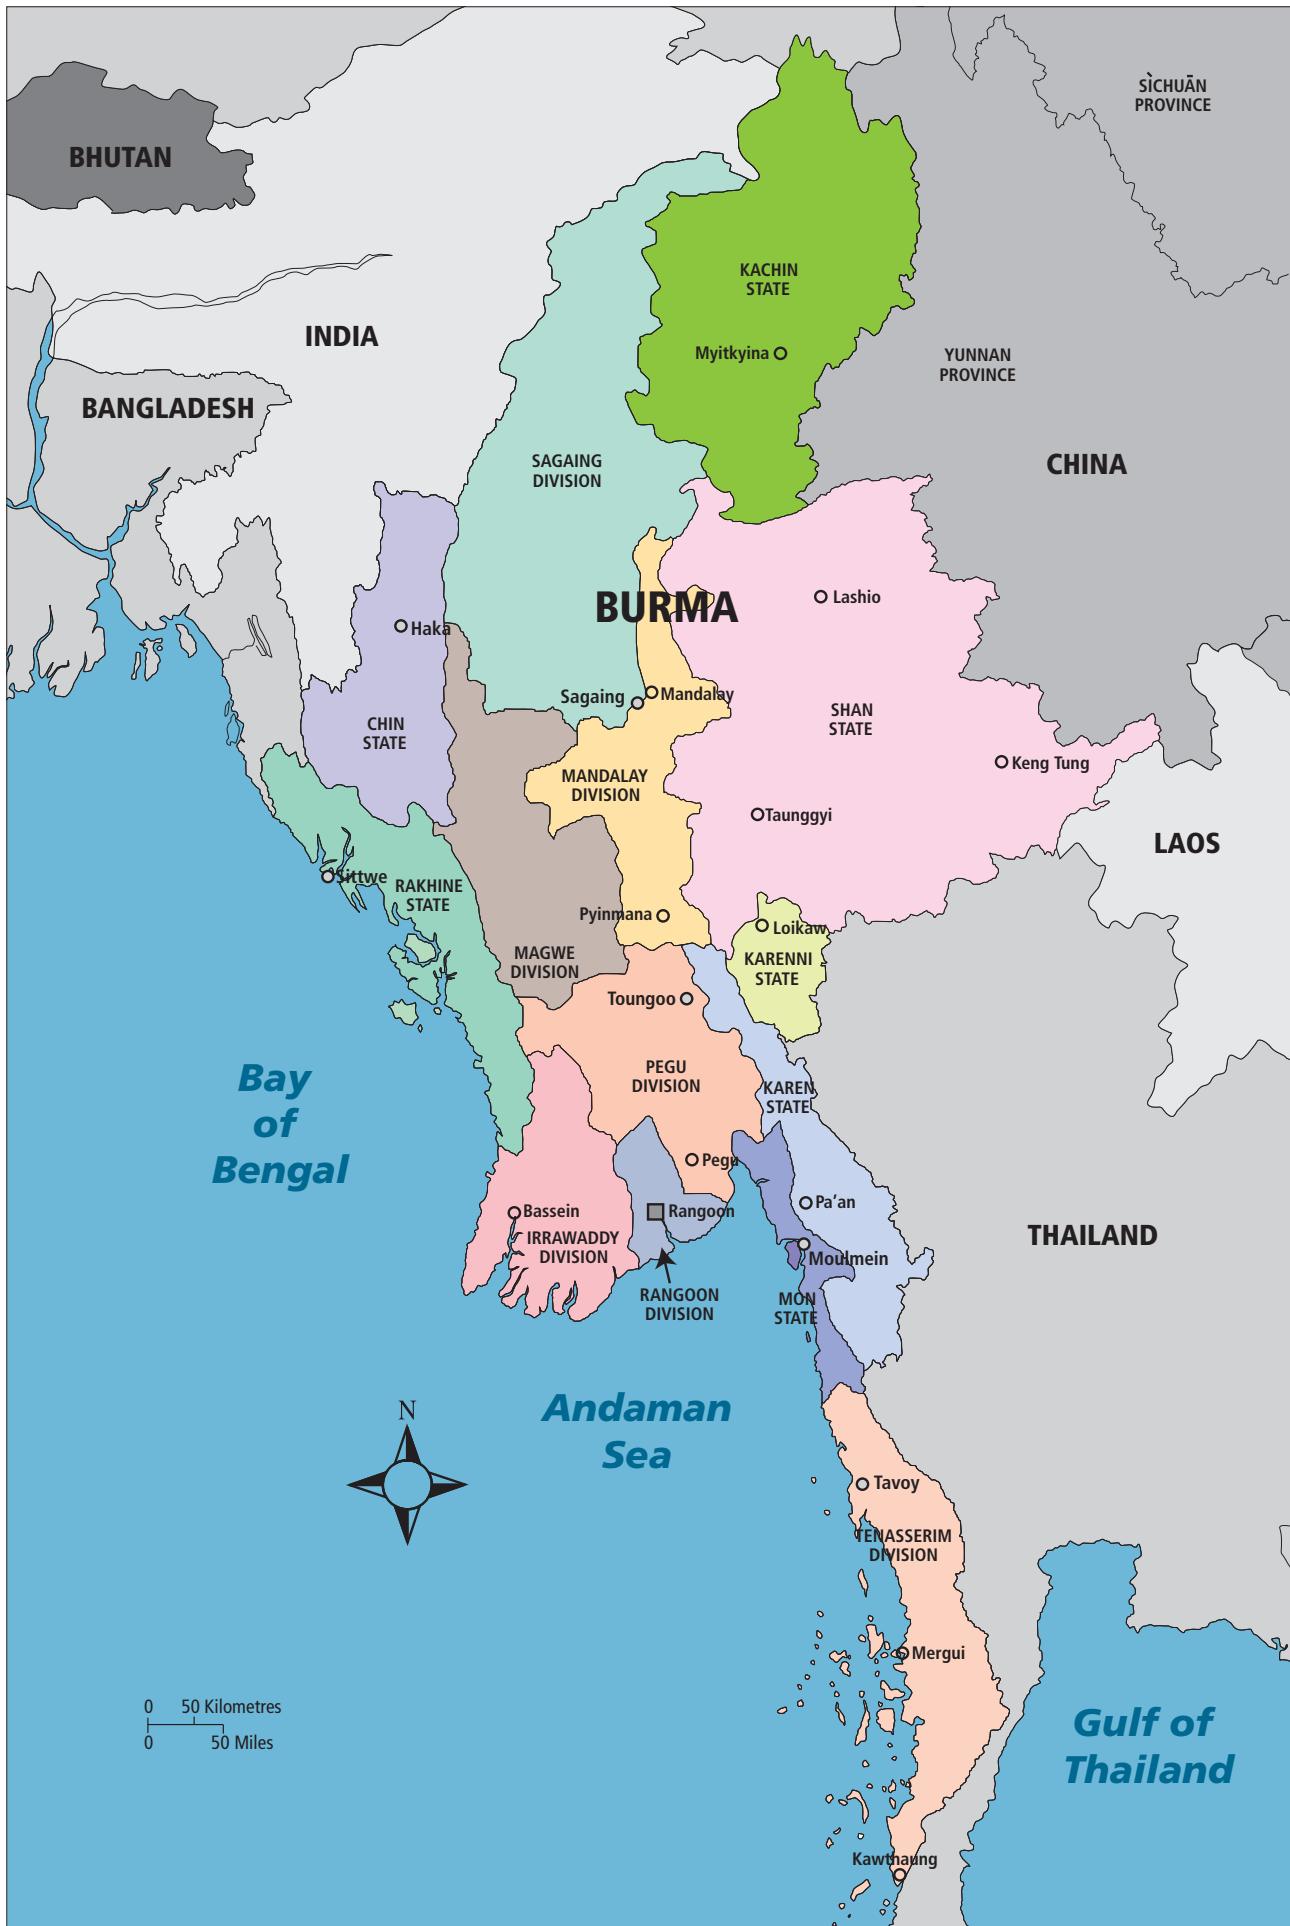 SÌCHUĀN
PROVINCE
BHUTAN
KACHIN
STATE
INDIA
Myitkyina
YUNNAN
PROVINCE
BANGLADESH
SAGAING
DIVISION
CHINA
BURMA
Lashio
Haka
Sagaing
Mandalay
CHIN
STATE
SHAN
STATE
Keng Tung
MANDALAY
DIVISION
Taunggyi
LAOS
Sittwe
RAKHINE
STATE
Pyinmana
Loikaw
MAGWE
DIVISION
KARENNI
STATE
Toungoo
PEGU
DIVISION
KAREN
STATE
Bay
of
Bengal
Pegu
Pa'an
Bassein
Rangoon
IRRAWADDY
DIVISION
THAILAND
Moulmein
RANGOON
DIVISION
MON
STATE
Andaman
Sea
N
Tavoy
TENASSERIM
DIVISION
Mergui
0 50 Kilometres
0 50 Miles
Gulf of
Thailand
Kawthaung